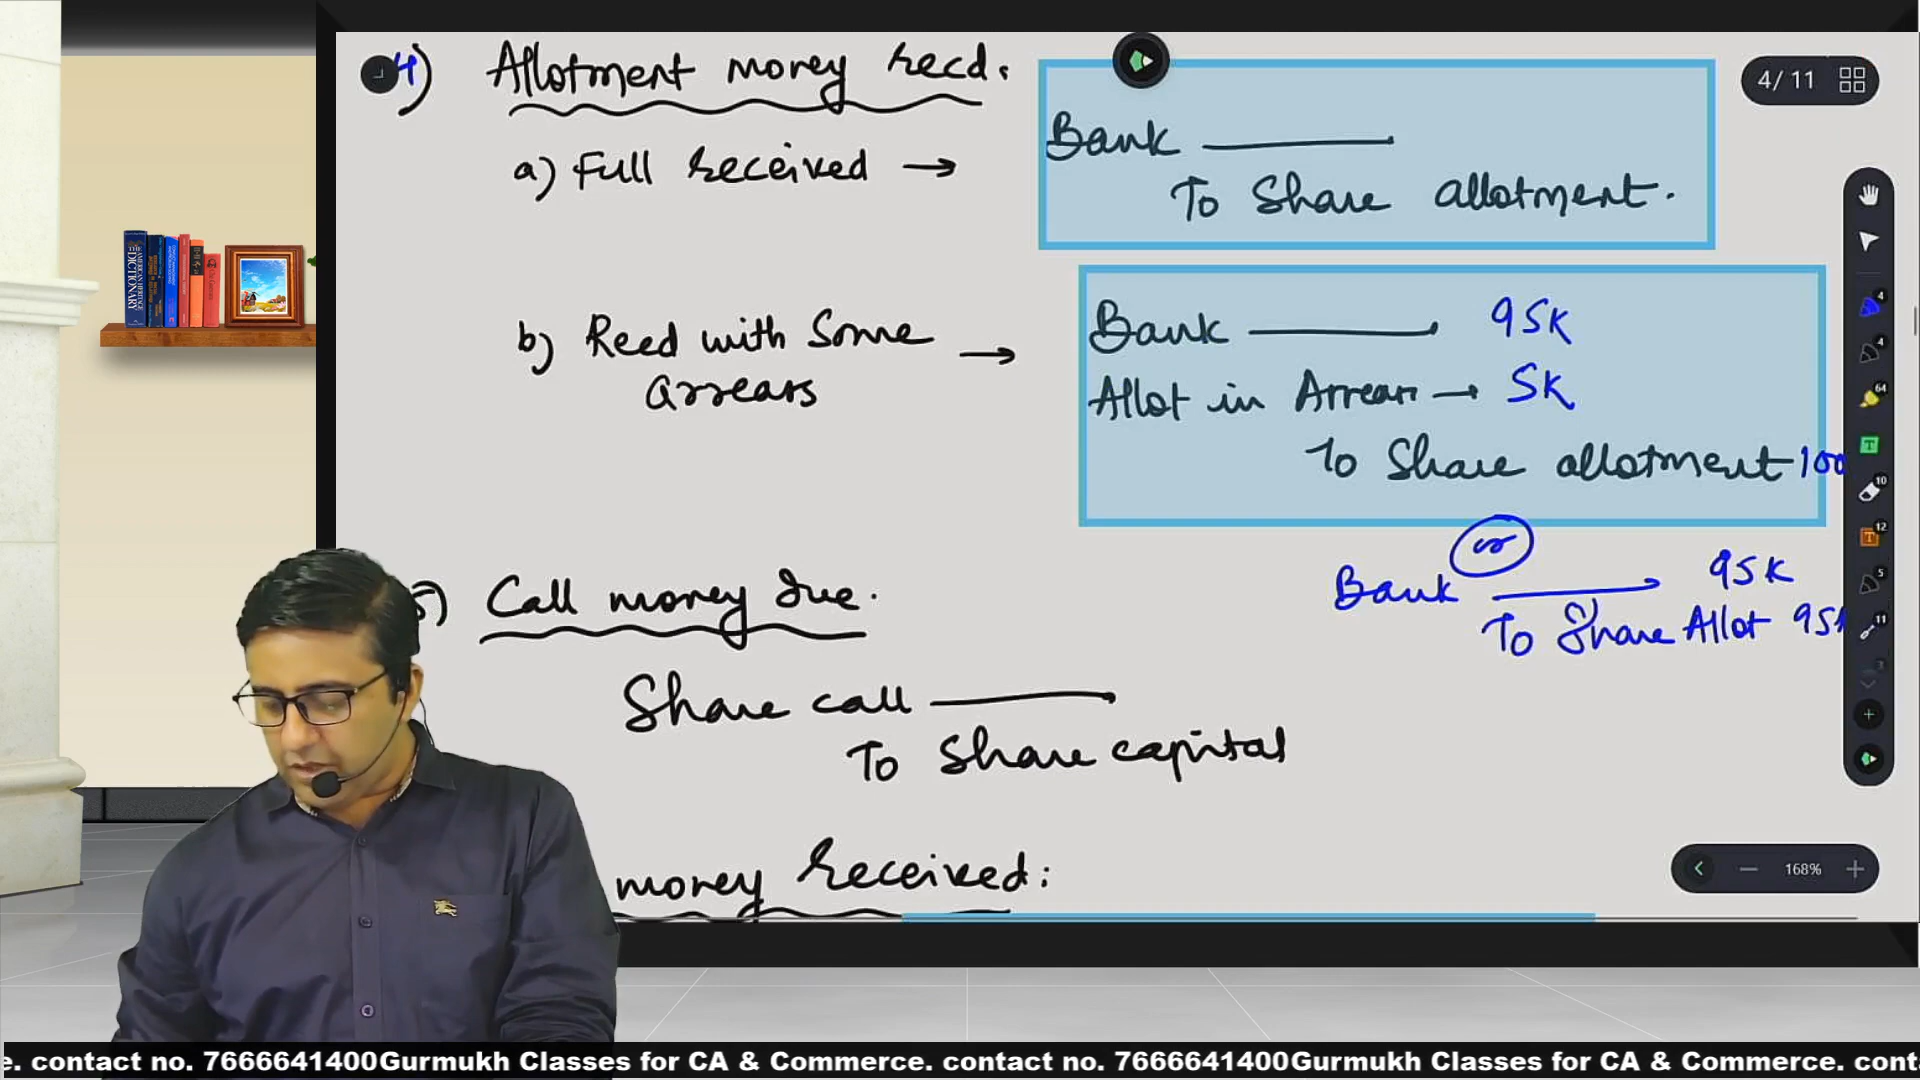 4) Allotment money recd.
a) Full received →
Bank
To Share allotment.
b) Recd with Some
arrears →
Bank 95K
Allot in Arrear → 5K
To Share allotment 100
or
Bank 95K
To Share Allot 95K
5) Call money due.
Share call
To Share capital
money received:
4/ 11
168%
THE
DICTIONARY
e. contact no. 7666641400Gurmukh Classes for CA & Commerce. contact no. 7666641400Gurmukh Classes for CA & Commerce. cont